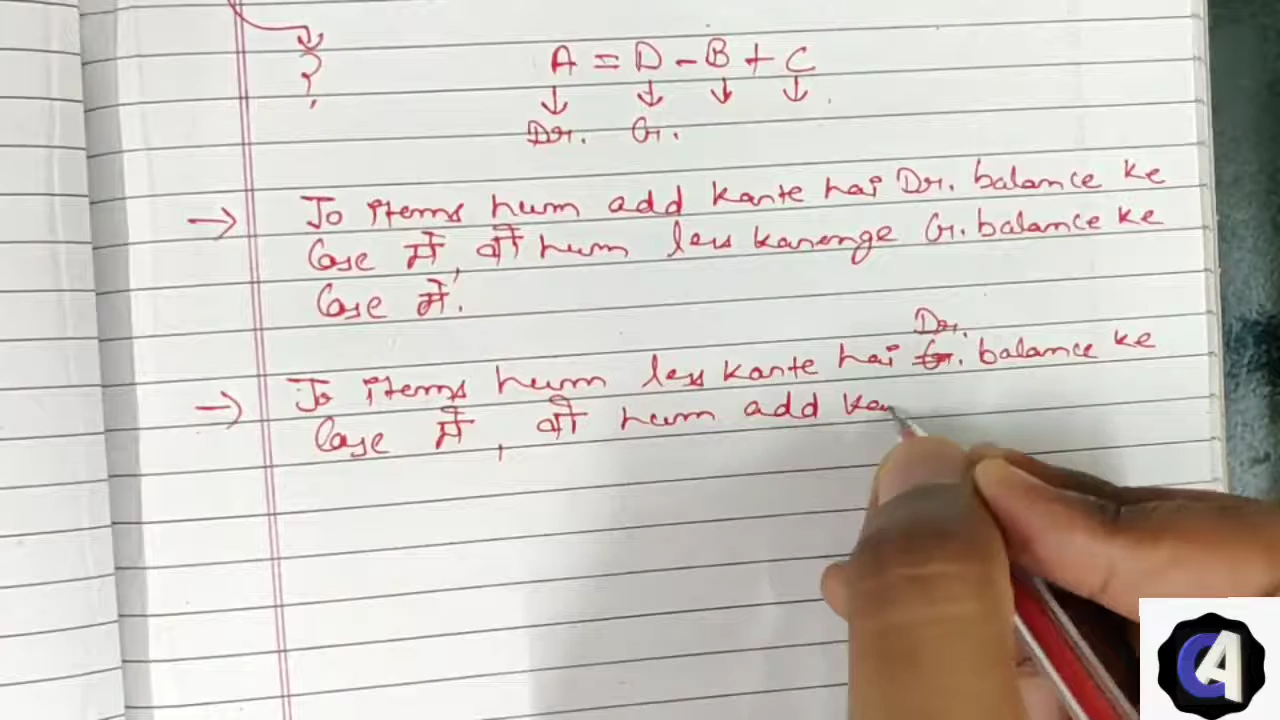 ?
A = D - B + C
Dr. Cr.
→ Jo items hum add karte hai Dr. balance ke
Case में, वो hum less karenge Cr. balance ke
Case में.
Dr.
→ Jo items hum less karte hai Cr. balance ke
Case में, वो hum add
CA